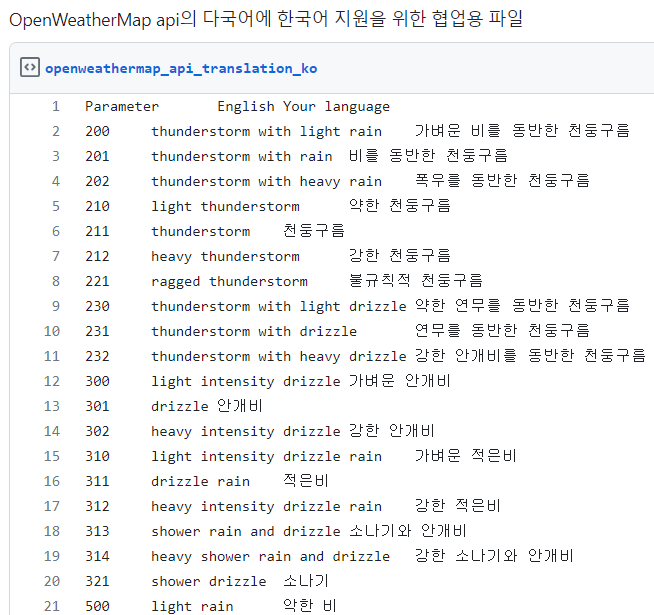 OpenWeatherMap api의 다국어에 한국어 지원을 위한 협업용 파일
openweathermap_api_translation_ko
1 Parameter English Your language
2 200 thunderstorm with light rain 가벼운 비를 동반한 천둥구름
3 201 thunderstorm with rain 비를 동반한 천둥구름
4 202 thunderstorm with heavy rain 폭우를 동반한 천둥구름
5 210 light thunderstorm 약한 천둥구름
6 211 thunderstorm 천둥구름
7 212 heavy thunderstorm 강한 천둥구름
8 221 ragged thunderstorm 불규칙적 천둥구름
9 230 thunderstorm with light drizzle 약한 연무를 동반한 천둥구름
10 231 thunderstorm with drizzle 연무를 동반한 천둥구름
11 232 thunderstorm with heavy drizzle 강한 안개비를 동반한 천둥구름
12 300 light intensity drizzle 가벼운 안개비
13 301 drizzle 안개비
14 302 heavy intensity drizzle 강한 안개비
15 310 light intensity drizzle rain 가벼운 적은비
16 311 drizzle rain 적은비
17 312 heavy intensity drizzle rain 강한 적은비
18 313 shower rain and drizzle 소나기와 안개비
19 314 heavy shower rain and drizzle 강한 소나기와 안개비
20 321 shower drizzle 소나기
21 500 light rain 악한 비